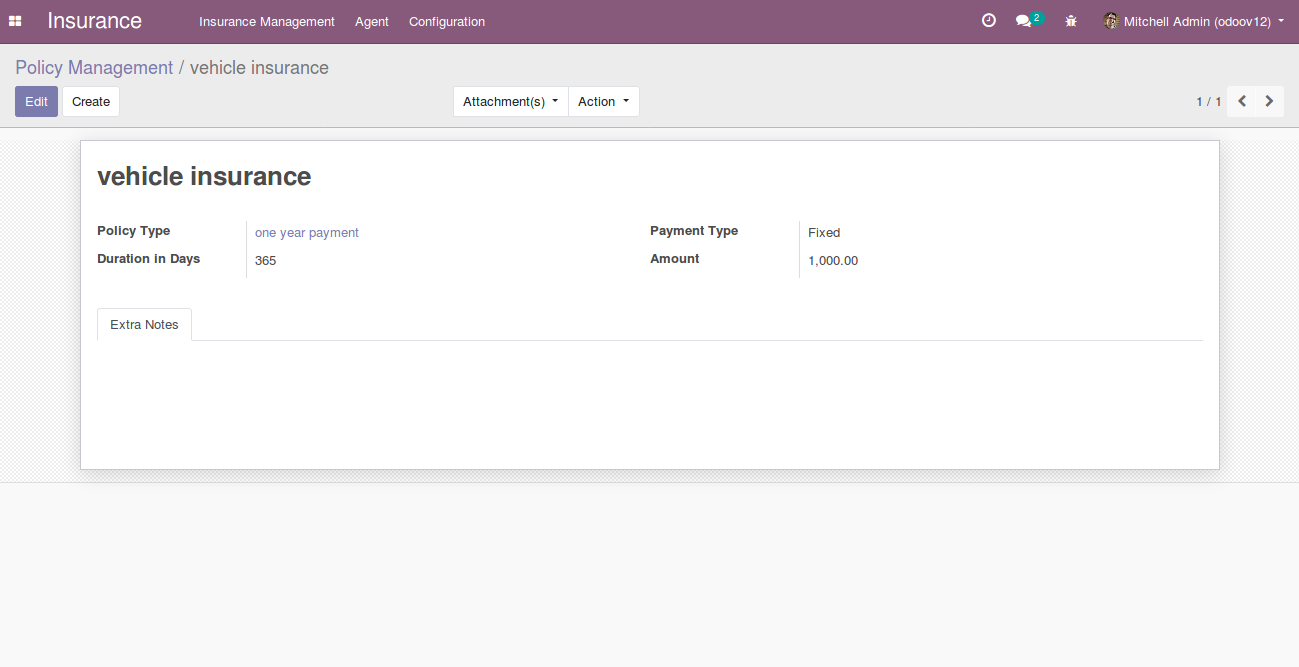 Insurance Insurance Management Agent Configuration 2 Mitchell Admin (odoov12)
Policy Management / vehicle insurance
Edit Create Attachment(s) Action 1 / 1
vehicle insurance
Policy Type one year payment Payment Type Fixed
Duration in Days 365 Amount 1,000.00
Extra Notes